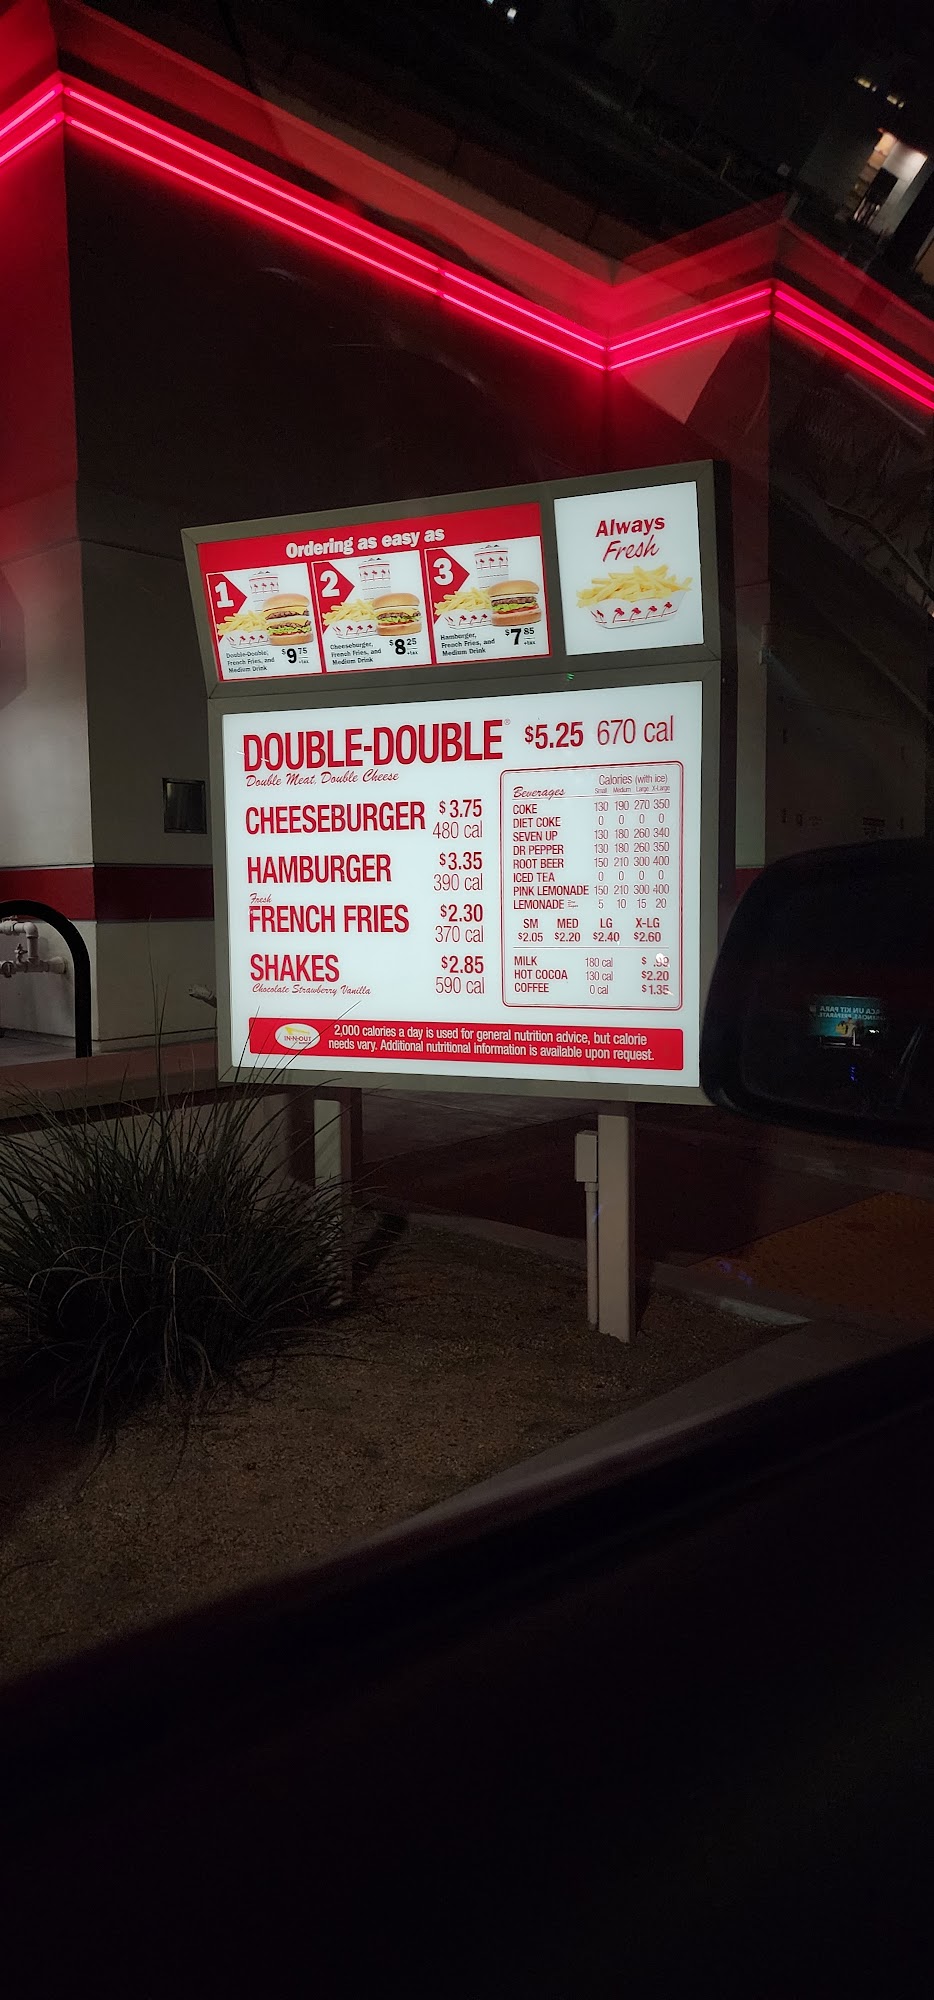 Ordering as easy as
1
Double-Double,
French Fries, and
Medium Drink
$9 75
+tax
2
Cheeseburger,
French Fries, and
Medium Drink
$8 25
+tax
3
Hamburger,
French Fries, and
Medium Drink
$7 85
+tax
Always
Fresh
DOUBLE-DOUBLE® $5.25 670 cal
Double Meat, Double Cheese
CHEESEBURGER $3.75
480 cal
HAMBURGER $3.35
390 cal
Fresh
FRENCH FRIES $2.30
370 cal
SHAKES $2.85
Chocolate Strawberry Vanilla 590 cal
Calories (with ice)
Beverages Small Medium Large X-Large
COKE 130 190 270 350
DIET COKE 0 0 0 0
SEVEN UP 130 180 260 340
DR PEPPER 130 180 260 350
ROOT BEER 150 210 300 400
ICED TEA 0 0 0 0
PINK LEMONADE 150 210 300 400
LEMONADE 5 10 15 20
SM MED LG X-LG
$2.05 $2.20 $2.40 $2.60
MILK 180 cal $ .99
HOT COCOA 130 cal $2.20
COFFEE 0 cal $1.35
IN-N-OUT
2,000 calories a day is used for general nutrition advice, but calorie
needs vary. Additional nutritional information is available upon request.